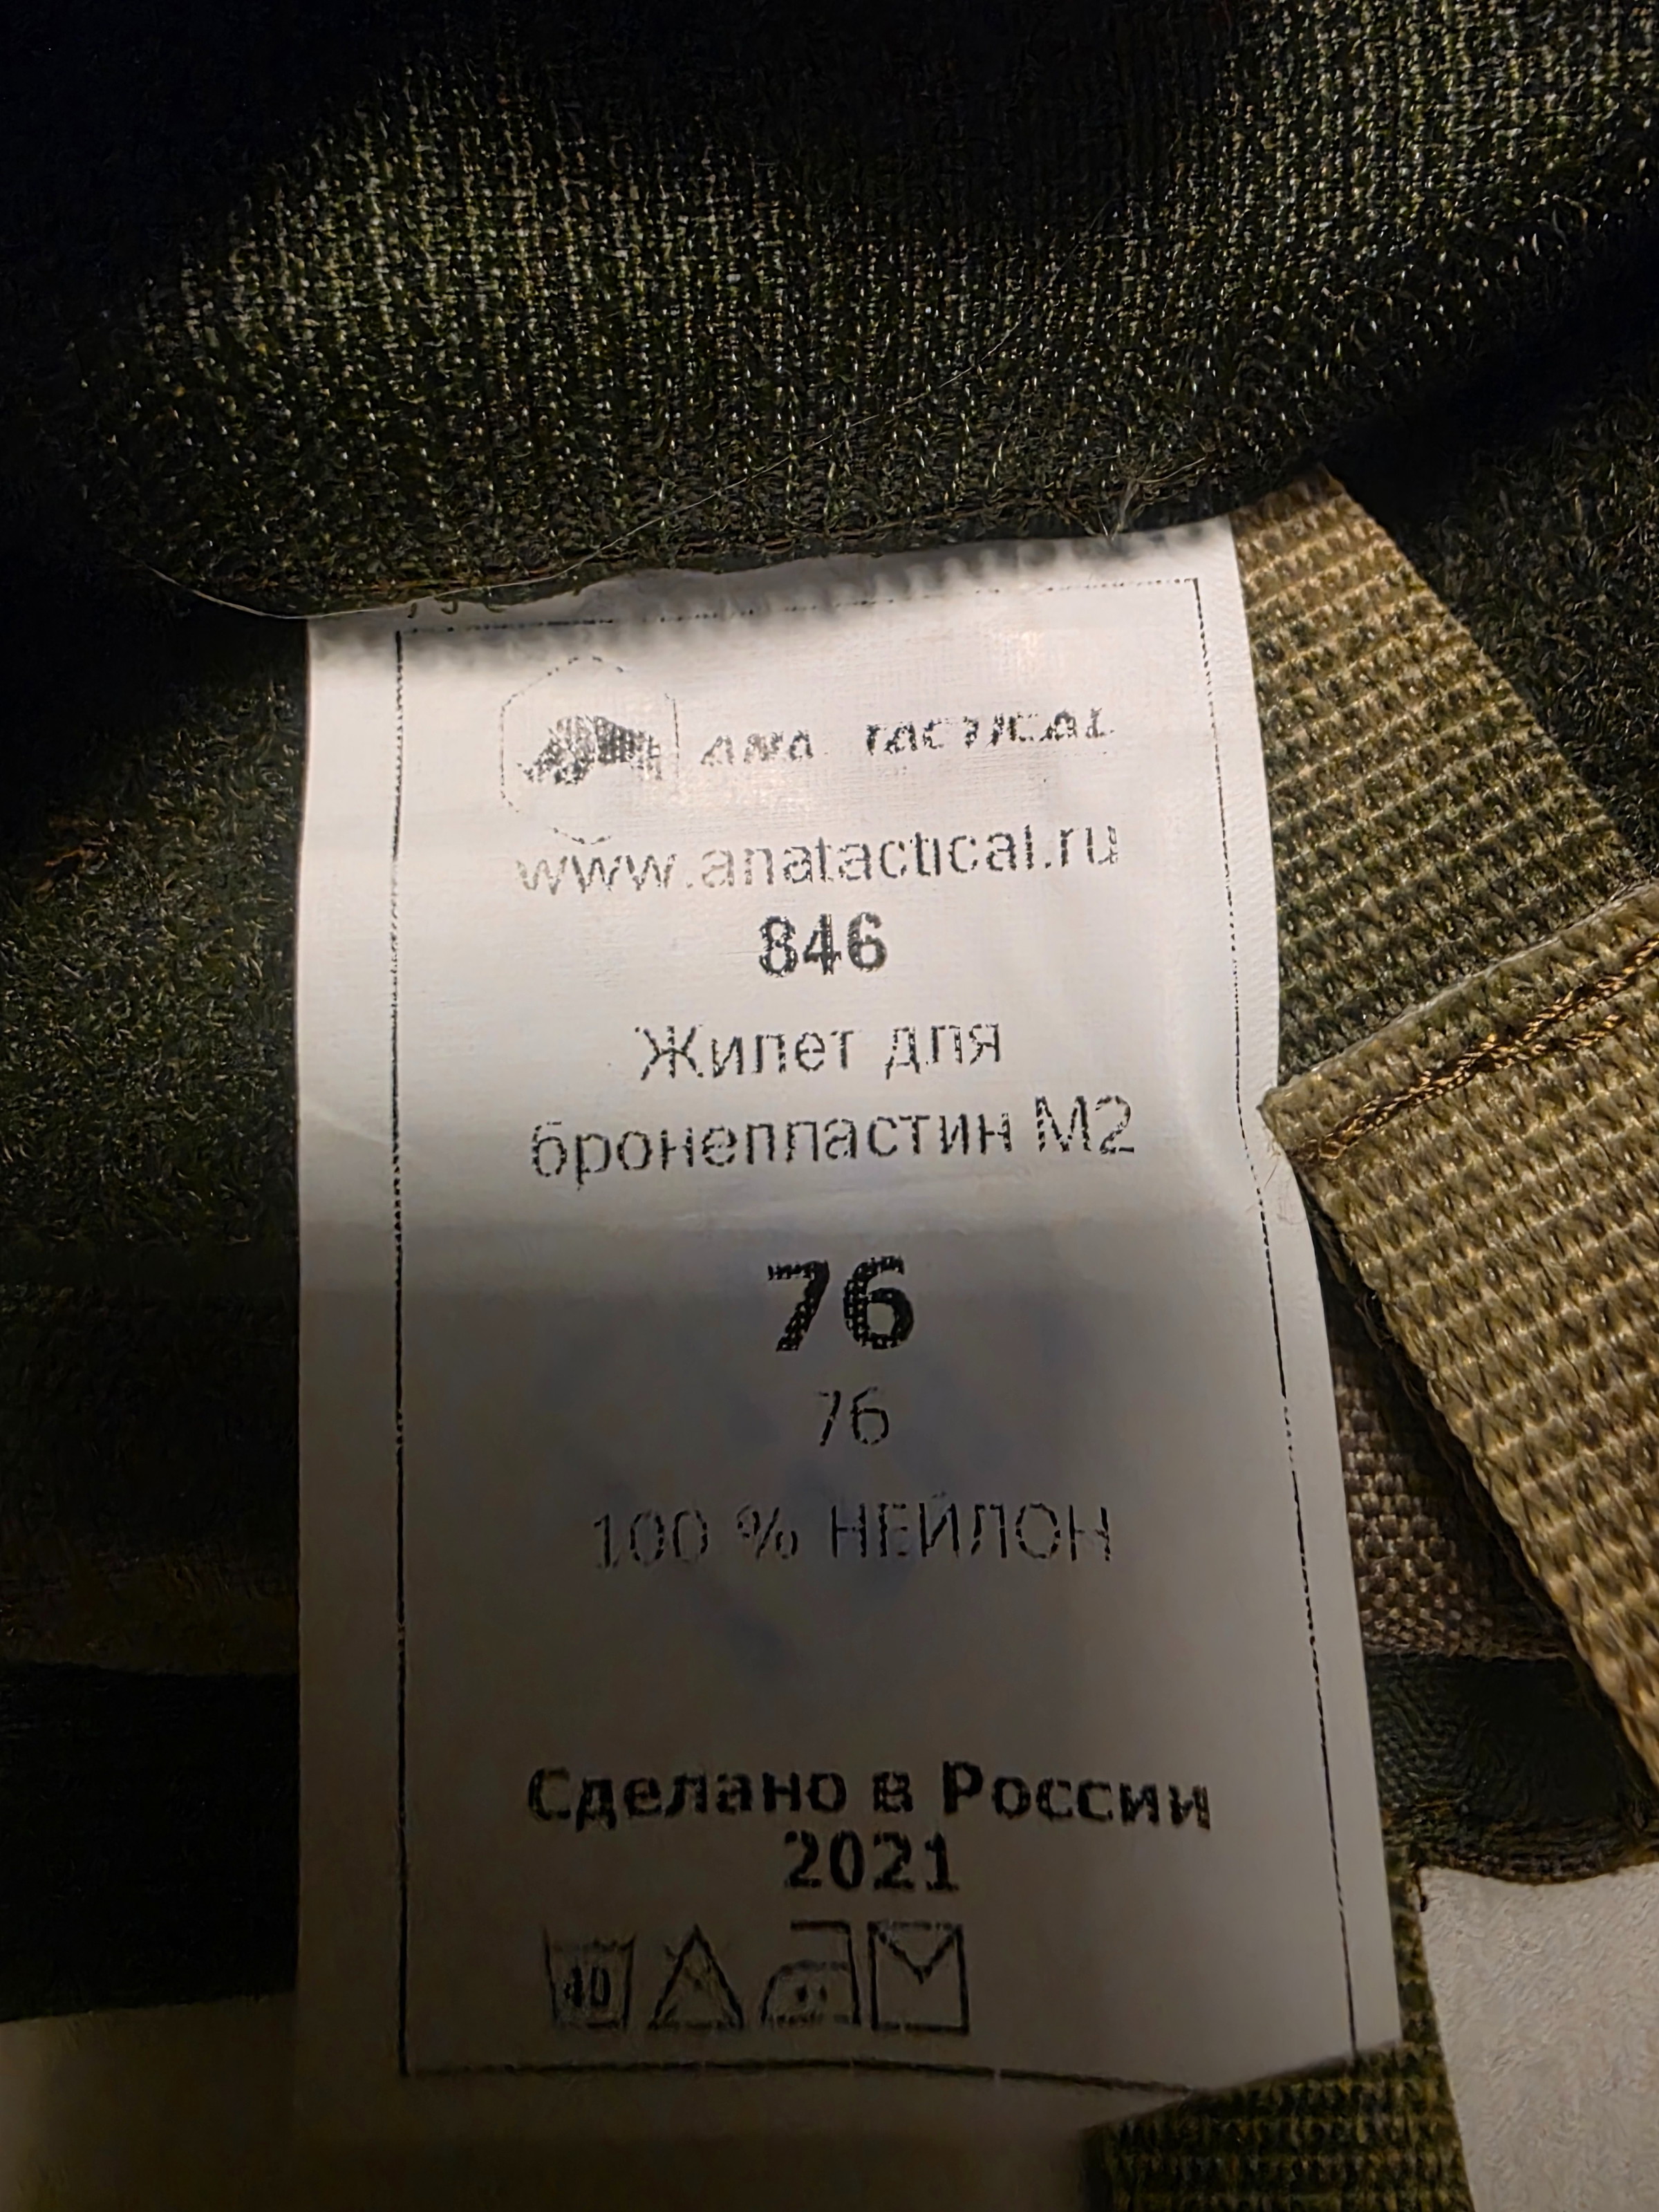 ANA TACTICAL
www.anatactical.ru
846
Жилет для
бронепластин М2
76
76
100 % НЕЙЛОН
Сделано в России
2021
40